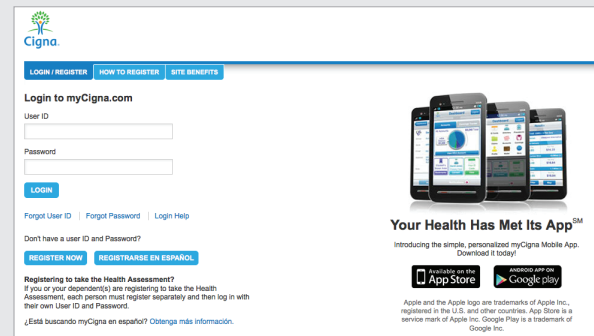 Cigna.
LOGIN / REGISTER HOW TO REGISTER SITE BENEFITS
Login to myCigna.com
User ID
Password
LOGIN
Forgot User ID | Forgot Password | Login Help
Don't have a user ID and Password?
REGISTER NOW REGISTRARSE EN ESPAÑOL
Registering to take the Health Assessment?
If you or your dependent(s) are registering to take the Health
Assessment, each person must register separately and then log in with
their own User ID and Password.
¿Está buscando myCigna en español? Obtenga más información.
Your Health Has Met Its App℠
Introducing the simple, personalized myCigna Mobile App.
Download it today!
Available on the
App Store
ANDROID APP ON
Google play
Apple and the Apple logo are trademarks of Apple Inc.,
registered in the U.S. and other countries. App Store is a
service mark of Apple Inc. Google Play is a trademark of
Google Inc.